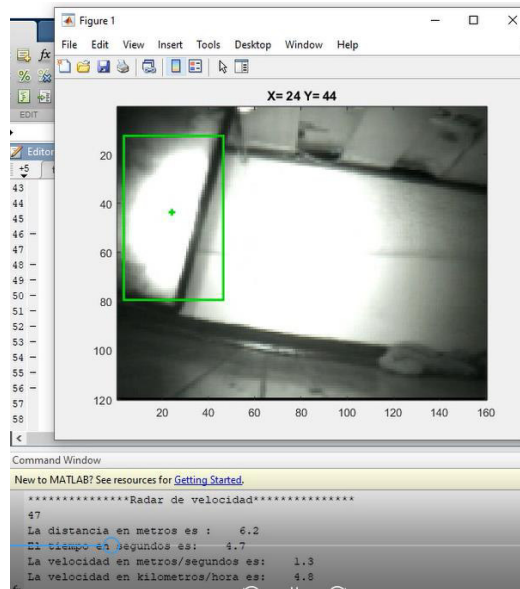 Figure 1
File Edit View Insert Tools Desktop Window Help
fx
%
EDIT
X= 24 Y= 44
Editor
+5
43
44
45
46
47
48
49
50
51
52
53
54
55
56
57
58
20
40
60
80
100
120
20 40 60 80 100 120 140 160
Command Window
New to MATLAB? See resources for Getting Started.
***************Radar de velocidad***************
47
La distancia en metros es : 6.2
El tiempo en segundos es: 4.7
La velocidad en metros/segundos es: 1.3
La velocidad en kilometros/hora es: 4.8